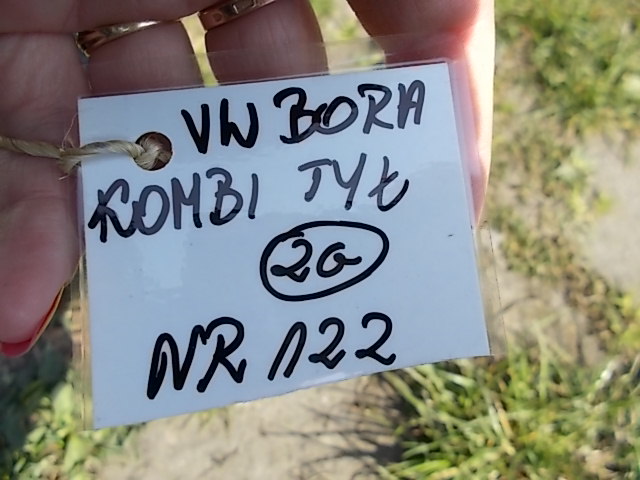 VW BORA
KOMBI TYŁ
20
NR 122